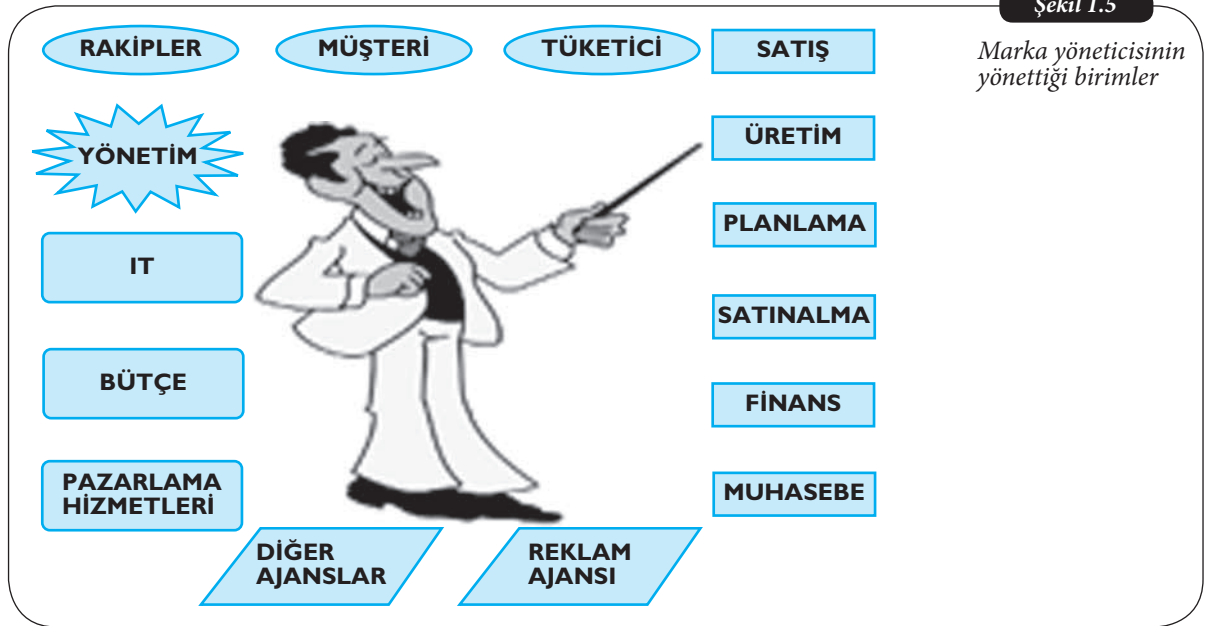 Şekil 1.5
Marka yöneticisinin
yönettiği birimler
RAKİPLER
MÜŞTERİ
TÜKETİCİ
SATIŞ
YÖNETİM
ÜRETİM
PLANLAMA
IT
SATINALMA
BÜTÇE
FİNANS
PAZARLAMA
HİZMETLERİ
MUHASEBE
DİĞER
AJANSLAR
REKLAM
AJANSI